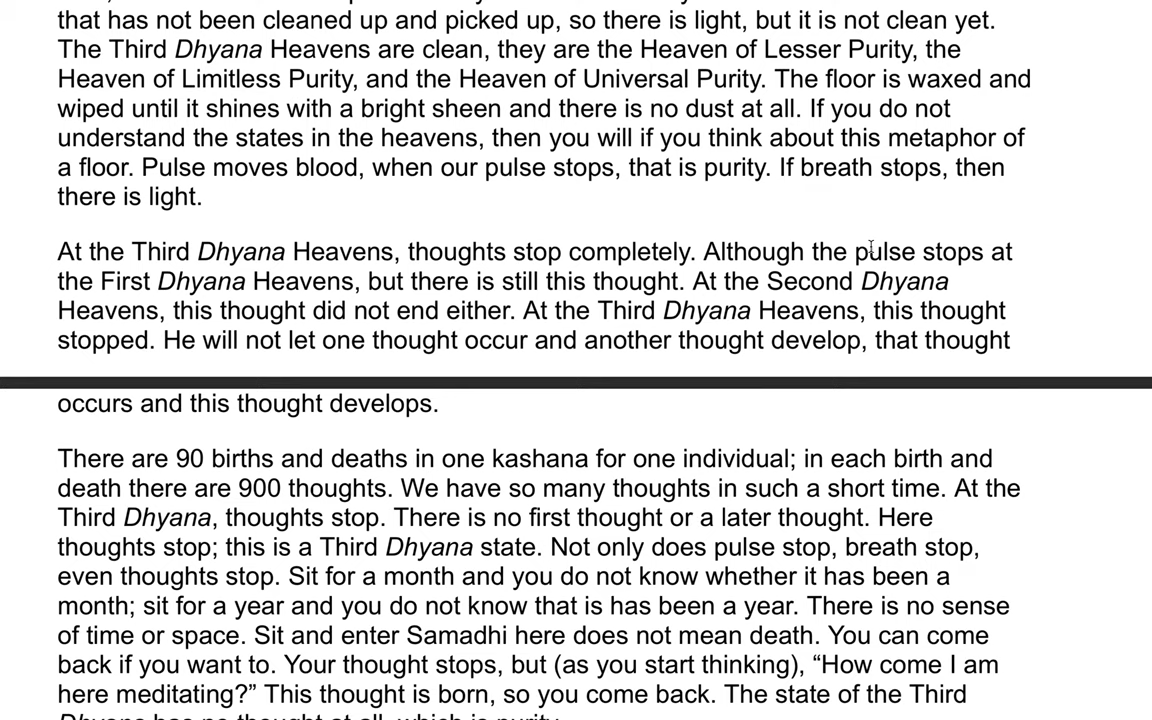 that has not been cleaned up and picked up, so there is light, but it is not clean yet.
The Third Dhyana Heavens are clean, they are the Heaven of Lesser Purity, the
Heaven of Limitless Purity, and the Heaven of Universal Purity. The floor is waxed and
wiped until it shines with a bright sheen and there is no dust at all. If you do not
understand the states in the heavens, then you will if you think about this metaphor of
a floor. Pulse moves blood, when our pulse stops, that is purity. If breath stops, then
there is light.
At the Third Dhyana Heavens, thoughts stop completely. Although the pulse stops at
the First Dhyana Heavens, but there is still this thought. At the Second Dhyana
Heavens, this thought did not end either. At the Third Dhyana Heavens, this thought
stopped. He will not let one thought occur and another thought develop, that thought
occurs and this thought develops.
There are 90 births and deaths in one kashana for one individual; in each birth and
death there are 900 thoughts. We have so many thoughts in such a short time. At the
Third Dhyana, thoughts stop. There is no first thought or a later thought. Here
thoughts stop; this is a Third Dhyana state. Not only does pulse stop, breath stop,
even thoughts stop. Sit for a month and you do not know whether it has been a
month; sit for a year and you do not know that is has been a year. There is no sense
of time or space. Sit and enter Samadhi here does not mean death. You can come
back if you want to. Your thought stops, but (as you start thinking), “How come I am
here meditating?” This thought is born, so you come back. The state of the Third
Dhyana has no thought at all, which is purity.